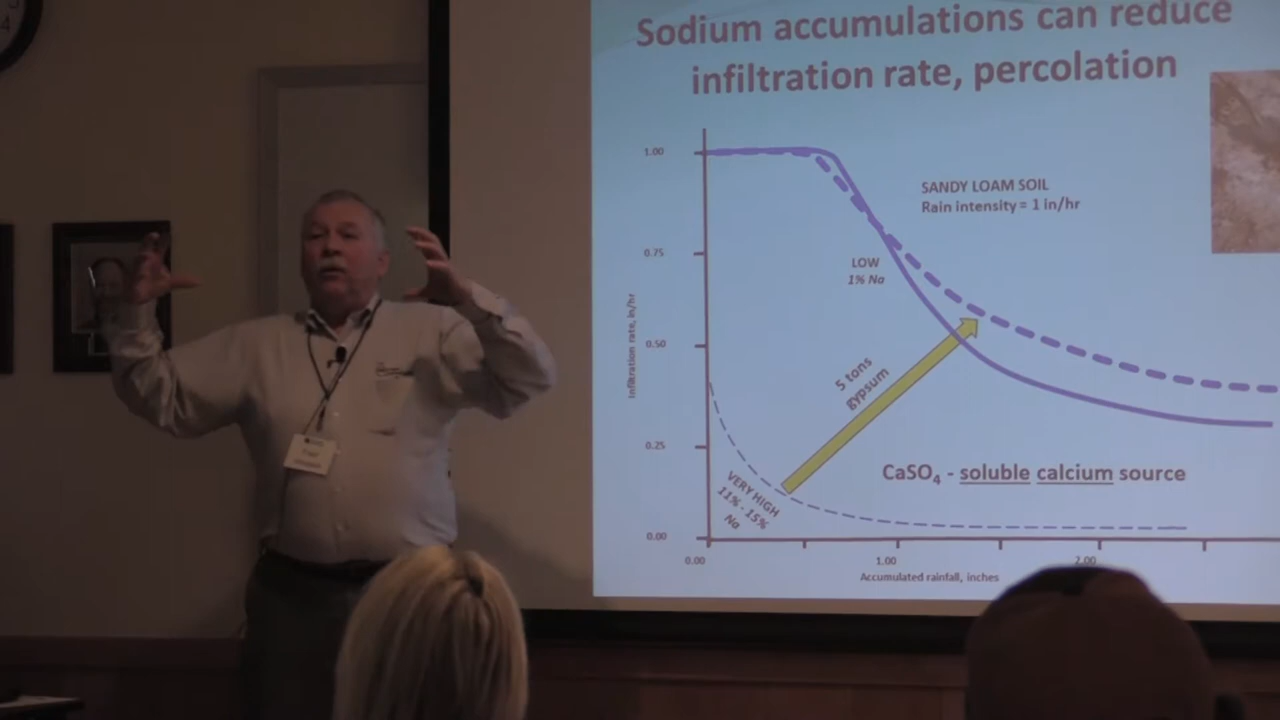 Sodium accumulations can reduce
infiltration rate, percolation
1.00
SANDY LOAM SOIL
Rain intensity = 1 in/hr
0.75
LOW
1% Na
Infiltration rate, in/hr
0.50
5 tons
gypsum
0.25
CaSO₄ - soluble calcium source
VERY HIGH
11% - 15%
Na
0.00
0.00
1.00
2.00
Accumulated rainfall, inches